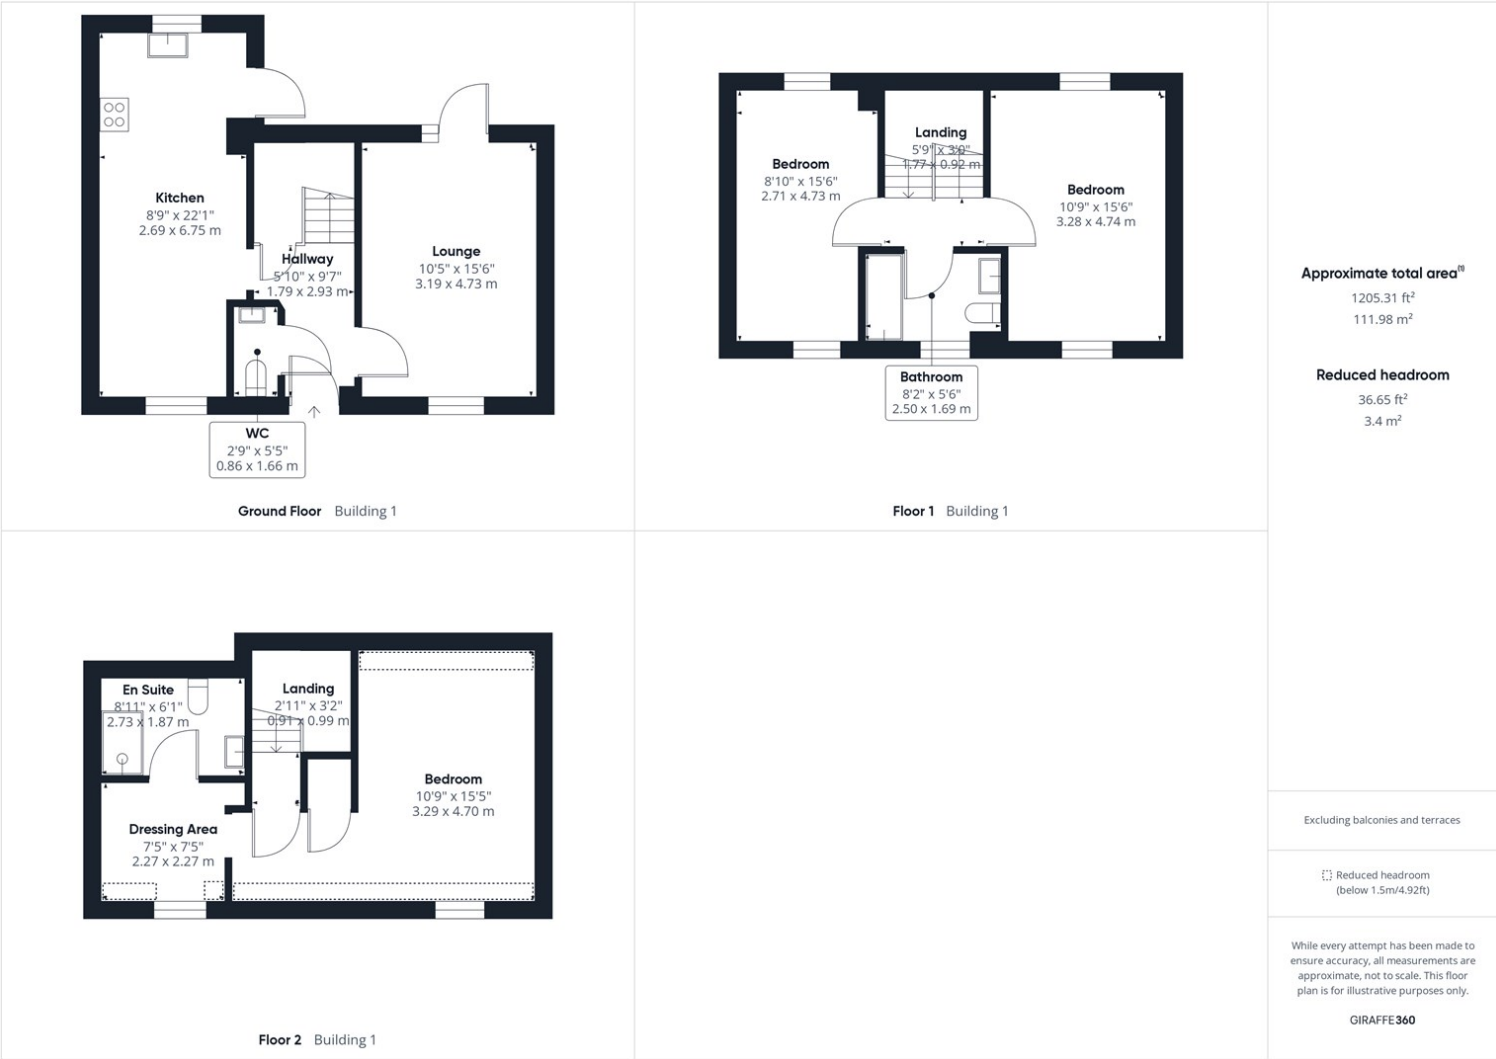 Kitchen
8'9" x 22'1"
2.69 x 6.75 m
Hallway
5'10" x 9'7"
1.79 x 2.93 m
Lounge
10'5" x 15'6"
3.19 x 4.73 m
WC
2'9" x 5'5"
0.86 x 1.66 m
Ground Floor Building 1
Bedroom
8'10" x 15'6"
2.71 x 4.73 m
Landing
5'9" x 3'0"
1.77 x 0.92 m
Bedroom
10'9" x 15'6"
3.28 x 4.74 m
Bathroom
8'2" x 5'6"
2.50 x 1.69 m
Floor 1 Building 1
En Suite
8'11" x 6'1"
2.73 x 1.87 m
Landing
2'11" x 3'2"
0.91 x 0.99 m
Bedroom
10'9" x 15'5"
3.29 x 4.70 m
Dressing Area
7'5" x 7'5"
2.27 x 2.27 m
Floor 2 Building 1
Approximate total area(1)
1205.31 ft²
111.98 m²
Reduced headroom
36.65 ft²
3.4 m²
Excluding balconies and terraces
Reduced headroom
(below 1.5m/4.92ft)
While every attempt has been made to
ensure accuracy, all measurements are
approximate, not to scale. This floor
plan is for illustrative purposes only.
GIRAFFE360